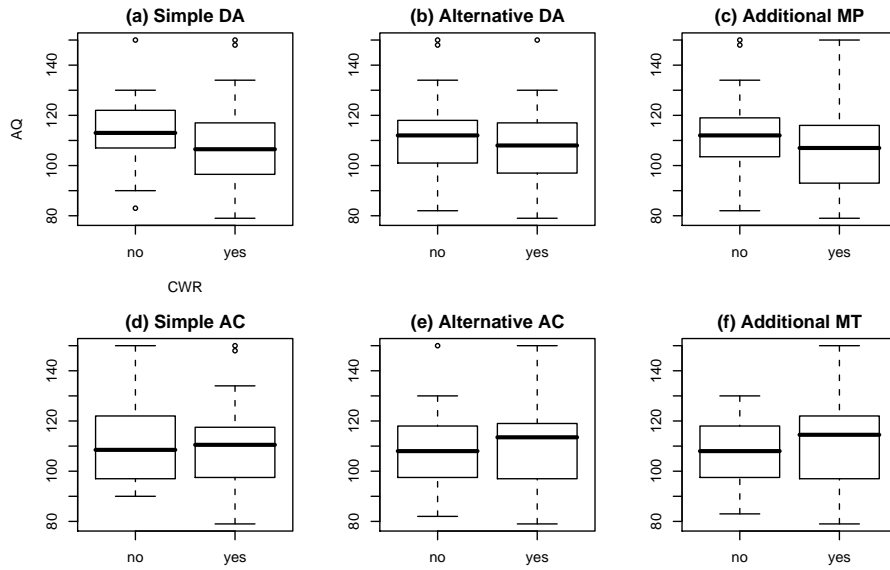 (a) Simple DA
(b) Alternative DA
(c) Additional MP
AQ
140
120
100
80
140
120
100
80
140
120
100
80
no yes
no yes
no yes
CWR
(d) Simple AC
(e) Alternative AC
(f) Additional MT
140
120
100
80
140
120
100
80
140
120
100
80
no yes
no yes
no yes